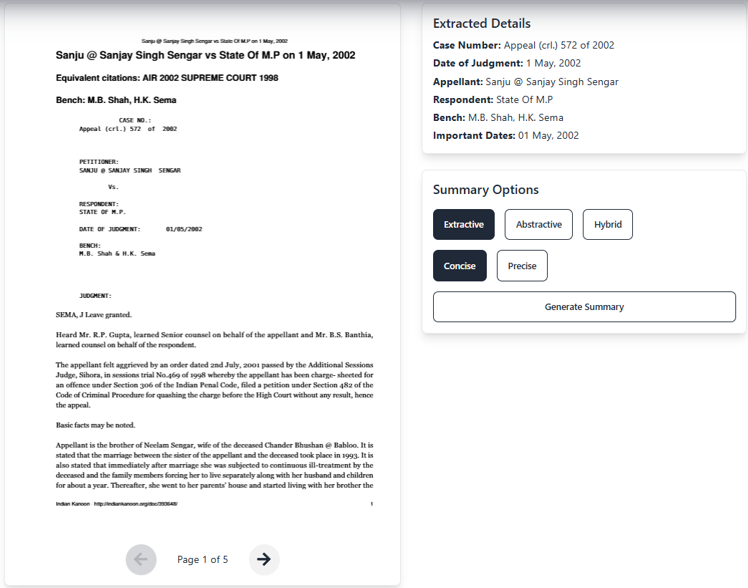 Sanju @ Sanjay Singh Sengar vs State Of M.P on 1 May, 2002
Sanju @ Sanjay Singh Sengar vs State Of M.P on 1 May, 2002
Equivalent citations: AIR 2002 SUPREME COURT 1998
Bench: M.B. Shah, H.K. Sema
CASE NO.:
Appeal (crl.) 572 of 2002
PETITIONER:
SANJU @ SANJAY SINGH SENGAR
Vs.
RESPONDENT:
STATE OF M.P.
DATE OF JUDGMENT: 01/05/2002
BENCH:
M.B. Shah & H.K. Sema
JUDGMENT:
SEMA, J Leave granted.
Heard Mr. R.P. Gupta, learned Senior counsel on behalf of the appellant and Mr. B.S. Banthia,
learned counsel on behalf of the respondent.
The appellant felt aggrieved by an order dated 2nd July, 2001 passed by the Additional Sessions
Judge, Sihora, in sessions trial No.469 of 1998 whereby the appellant has been charge- sheeted for
an offence under Section 306 of the Indian Penal Code, filed a petition under Section 482 of the
Code of Criminal Procedure for quashing the charge before the High Court without any result, hence
the appeal.
Basic facts may be noted.
Appellant is the brother of Neelam Sengar, wife of the deceased Chander Bhushan @ Babloo. It is
stated that the marriage between the sister of the appellant and the deceased took place in 1993. It is
also stated that immediately after marriage she was subjected to continuous ill-treatment by the
deceased and the family members forcing her to live separately along with her husband and children
for about a year. Thereafter, she went to her parents' house and started living with her brother the
Indian Kanoon - http://indiankanoon.org/doc/393648/ 1
Page 1 of 5
Extracted Details
Case Number: Appeal (crl.) 572 of 2002
Date of Judgment: 1 May, 2002
Appellant: Sanju @ Sanjay Singh Sengar
Respondent: State Of M.P
Bench: M.B. Shah, H.K. Sema
Important Dates: 01 May, 2002
Summary Options
Extractive Abstractive Hybrid
Concise Precise
Generate Summary